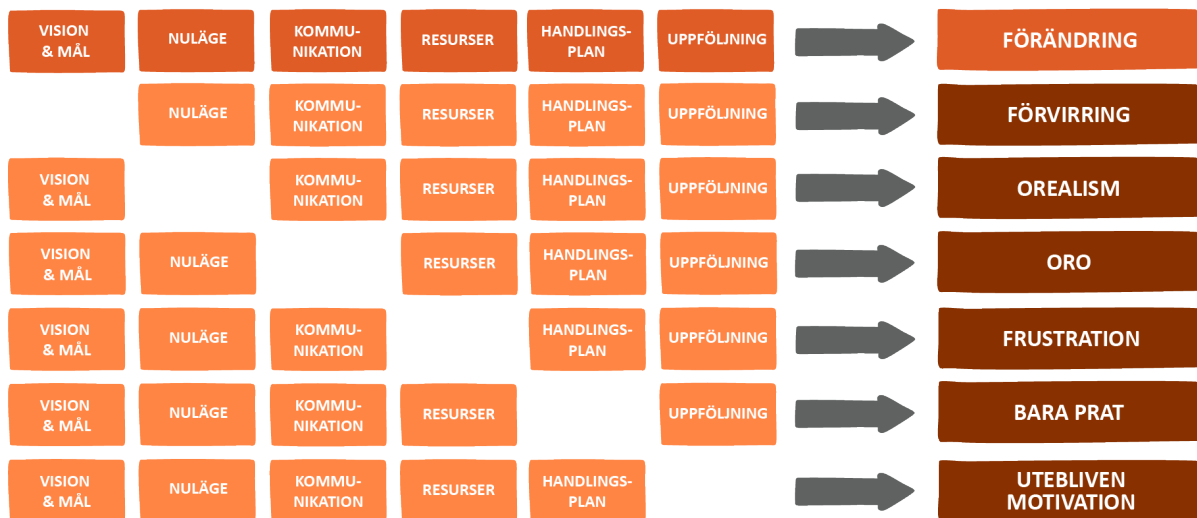 VISION
& MÅL
NULÄGE
KOMMU-
NIKATION
RESURSER
HANDLINGS-
PLAN
UPPFÖLJNING
FÖRÄNDRING
NULÄGE
KOMMU-
NIKATION
RESURSER
HANDLINGS-
PLAN
UPPFÖLJNING
FÖRVIRRING
VISION
& MÅL
KOMMU-
NIKATION
RESURSER
HANDLINGS-
PLAN
UPPFÖLJNING
OREALISM
VISION
& MÅL
NULÄGE
RESURSER
HANDLINGS-
PLAN
UPPFÖLJNING
ORO
VISION
& MÅL
NULÄGE
KOMMU-
NIKATION
HANDLINGS-
PLAN
UPPFÖLJNING
FRUSTRATION
VISION
& MÅL
NULÄGE
KOMMU-
NIKATION
RESURSER
UPPFÖLJNING
BARA PRAT
VISION
& MÅL
NULÄGE
KOMMU-
NIKATION
RESURSER
HANDLINGS-
PLAN
UTEBLIVEN
MOTIVATION